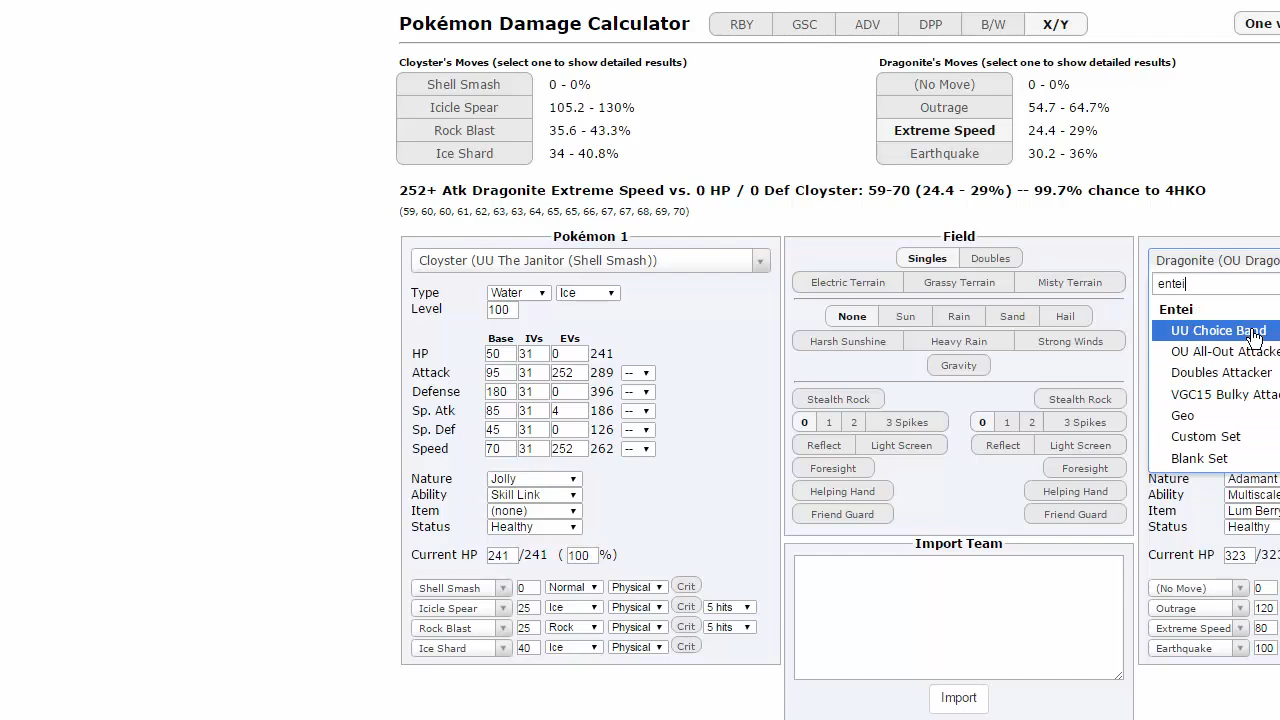 Pokémon Damage Calculator RBY GSC ADV DPP B/W X/Y One v
Cloyster's Moves (select one to show detailed results)
Shell Smash 0 - 0%
Icicle Spear 105.2 - 130%
Rock Blast 35.6 - 43.3%
Ice Shard 34 - 40.8%
Dragonite's Moves (select one to show detailed results)
(No Move) 0 - 0%
Outrage 54.7 - 64.7%
Extreme Speed 24.4 - 29%
Earthquake 30.2 - 36%
252+ Atk Dragonite Extreme Speed vs. 0 HP / 0 Def Cloyster: 59-70 (24.4 - 29%) -- 99.7% chance to 4HKO
(59, 60, 60, 61, 62, 63, 63, 64, 65, 65, 66, 67, 67, 68, 69, 70)
Pokémon 1
Cloyster (UU The Janitor (Shell Smash))
Type Water Ice
Level 100
Base IVs EVs
HP 50 31 0 241
Attack 95 31 252 289 --
Defense 180 31 0 396 --
Sp. Atk 85 31 4 186 --
Sp. Def 45 31 0 126 --
Speed 70 31 252 262 --
Nature Jolly
Ability Skill Link
Item (none)
Status Healthy
Current HP 241 /241 ( 100 %)
Shell Smash 0 Normal Physical Crit
Icicle Spear 25 Ice Physical Crit 5 hits
Rock Blast 25 Rock Physical Crit 5 hits
Ice Shard 40 Ice Physical Crit
Field
Singles Doubles
Electric Terrain Grassy Terrain Misty Terrain
None Sun Rain Sand Hail
Harsh Sunshine Heavy Rain Strong Winds
Gravity
Stealth Rock Stealth Rock
0 1 2 3 Spikes 0 1 2 3 Spikes
Reflect Light Screen Reflect Light Screen
Foresight Foresight
Helping Hand Helping Hand
Friend Guard Friend Guard
Import Team
Import
Dragonite (OU Drago
entei
Entei
UU Choice Band
OU All-Out Attacke
Doubles Attacker
VGC15 Bulky Atta
Geo
Custom Set
Blank Set
Nature Adamant
Ability Multiscale
Item Lum Berry
Status Healthy
Current HP 323 /323
(No Move) 0
Outrage 120
Extreme Speed 80
Earthquake 100